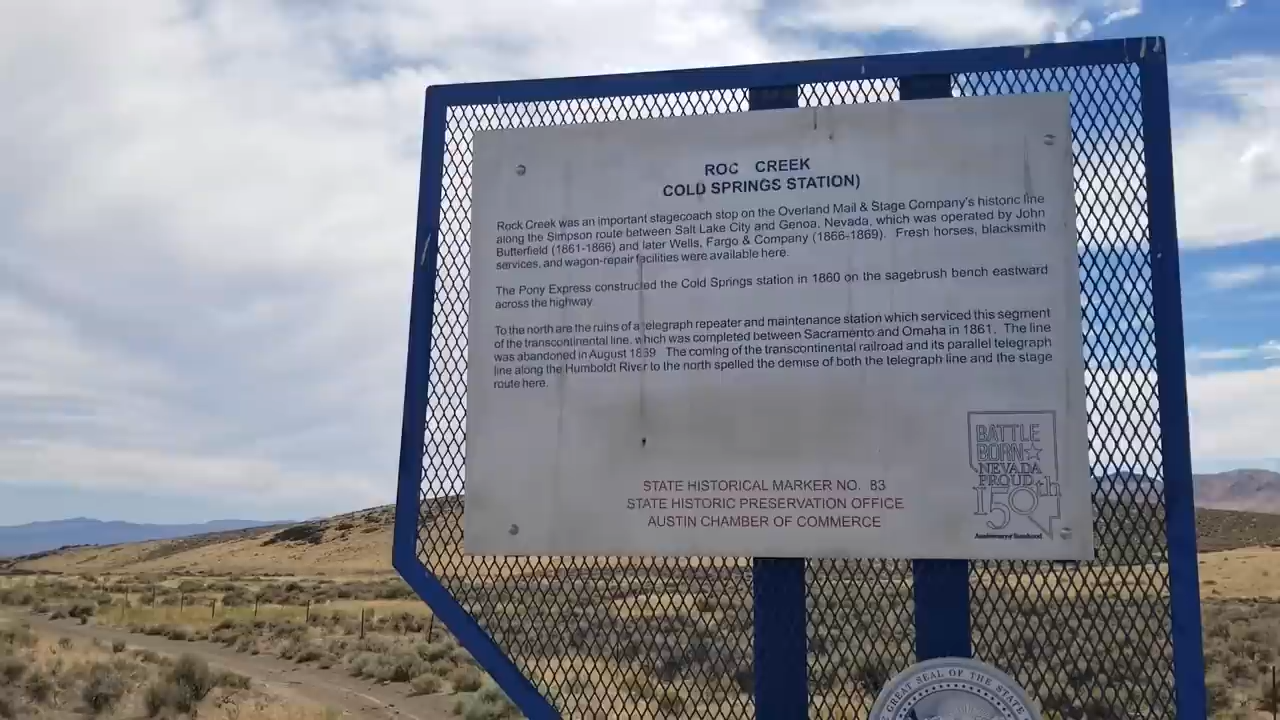 ROC CREEK
COLD SPRINGS STATION)
Rock Creek was an important stagecoach stop on the Overland Mail & Stage Company's historic line
along the Simpson route between Salt Lake City and Genoa, Nevada, which was operated by John
Butterfield (1861-1866) and later Wells, Fargo & Company (1866-1869). Fresh horses, blacksmith
services, and wagon-repair facilities were available here.
The Pony Express constructed the Cold Springs station in 1860 on the sagebrush bench eastward
across the highway
To the north are the ruins of a telegraph repeater and maintenance station which serviced this segment
of the transcontinental line, which was completed between Sacramento and Omaha in 1861. The line
was abandoned in August 1869 The coming of the transcontinental railroad and its parallel telegraph
line along the Humboldt River to the north spelled the demise of both the telegraph line and the stage
route here.
STATE HISTORICAL MARKER NO. 83
STATE HISTORIC PRESERVATION OFFICE
AUSTIN CHAMBER OF COMMERCE
BATTLE
BORN
NEVADA
PROUD
150th
Anniversary of Statehood
GREAT SEAL OF THE STATE